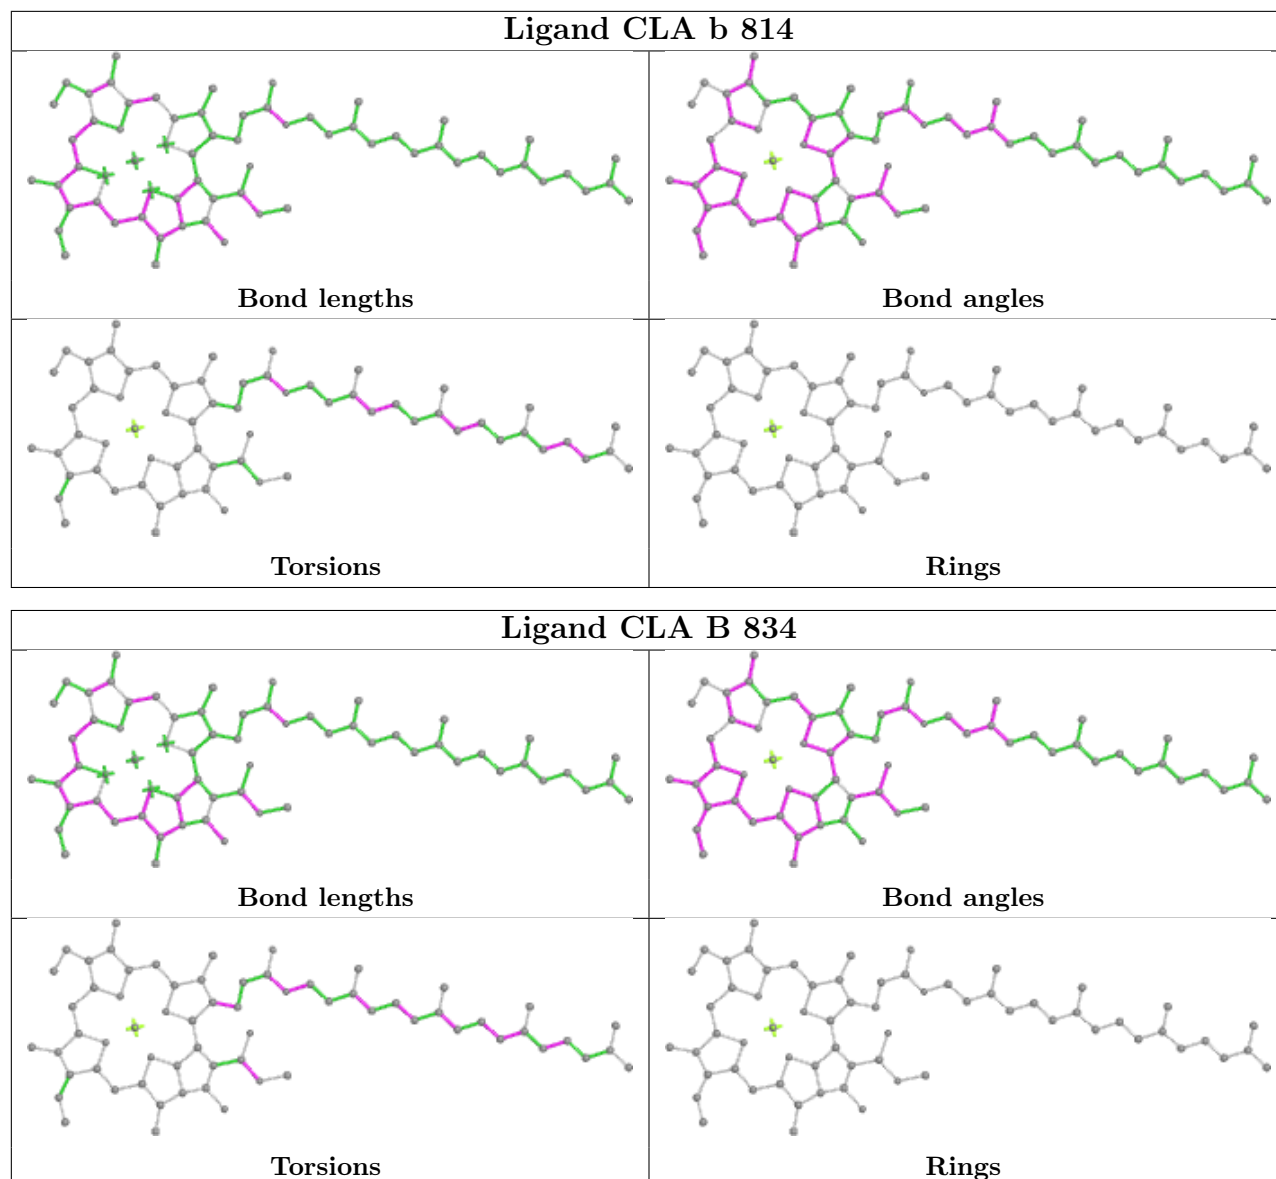 Ligand CLA b 814
Bond lengths
Bond angles
Torsions
Rings
Ligand CLA B 834
Bond lengths
Bond angles
Torsions
Rings